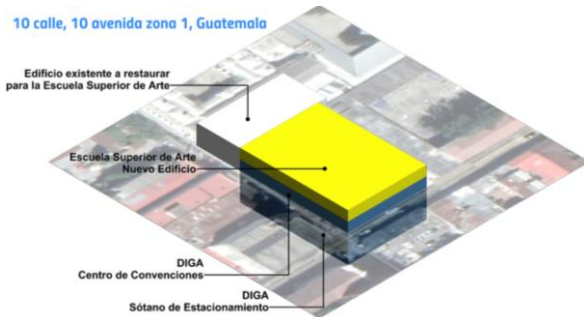 10 calle, 10 avenida zona 1, Guatemala
Edificio existente a restaurar
para la Escuela Superior de Arte
Escuela Superior de Arte
Nuevo Edificio
DIGA
Centro de Convenciones
DIGA
Sótano de Estacionamiento